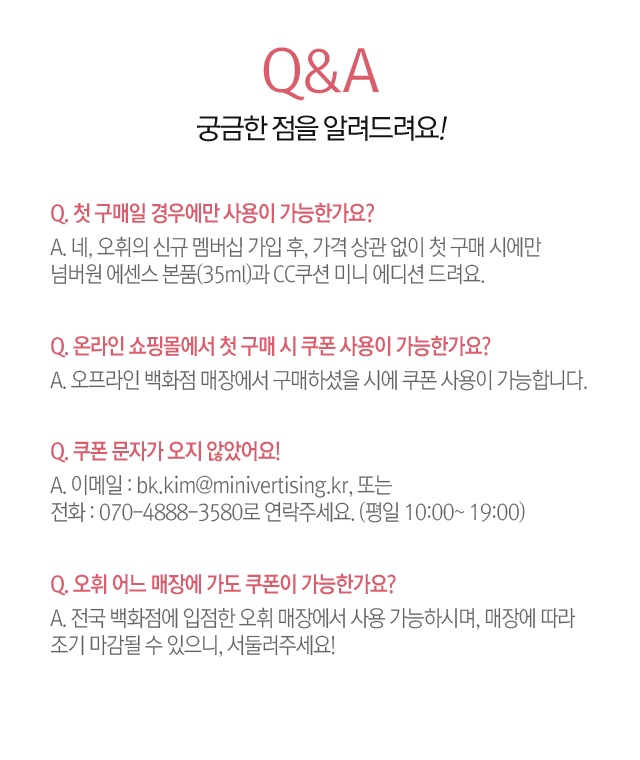 Q&A
궁금한 점을 알려드려요!
Q. 첫 구매일 경우에만 사용이 가능한가요?
A. 네, 오휘의 신규 멤버십 가입 후, 가격 상관 없이 첫 구매 시에만
넘버원 에센스 본품(35ml)과 CC쿠션 미니 에디션 드려요.
Q. 온라인 쇼핑몰에서 첫 구매 시 쿠폰 사용이 가능한가요?
A. 오프라인 백화점 매장에서 구매하셨을 시에 쿠폰 사용이 가능합니다.
Q. 쿠폰 문자가 오지 않았어요!
A. 이메일 : bk.kim@minivertising.kr, 또는
전화 : 070-4888-3580로 연락주세요. (평일 10:00~ 19:00)
Q. 오휘 어느 매장에 가도 쿠폰이 가능한가요?
A. 전국 백화점에 입점한 오휘 매장에서 사용 가능하시며, 매장에 따라
조기 마감될 수 있으니, 서둘러주세요!